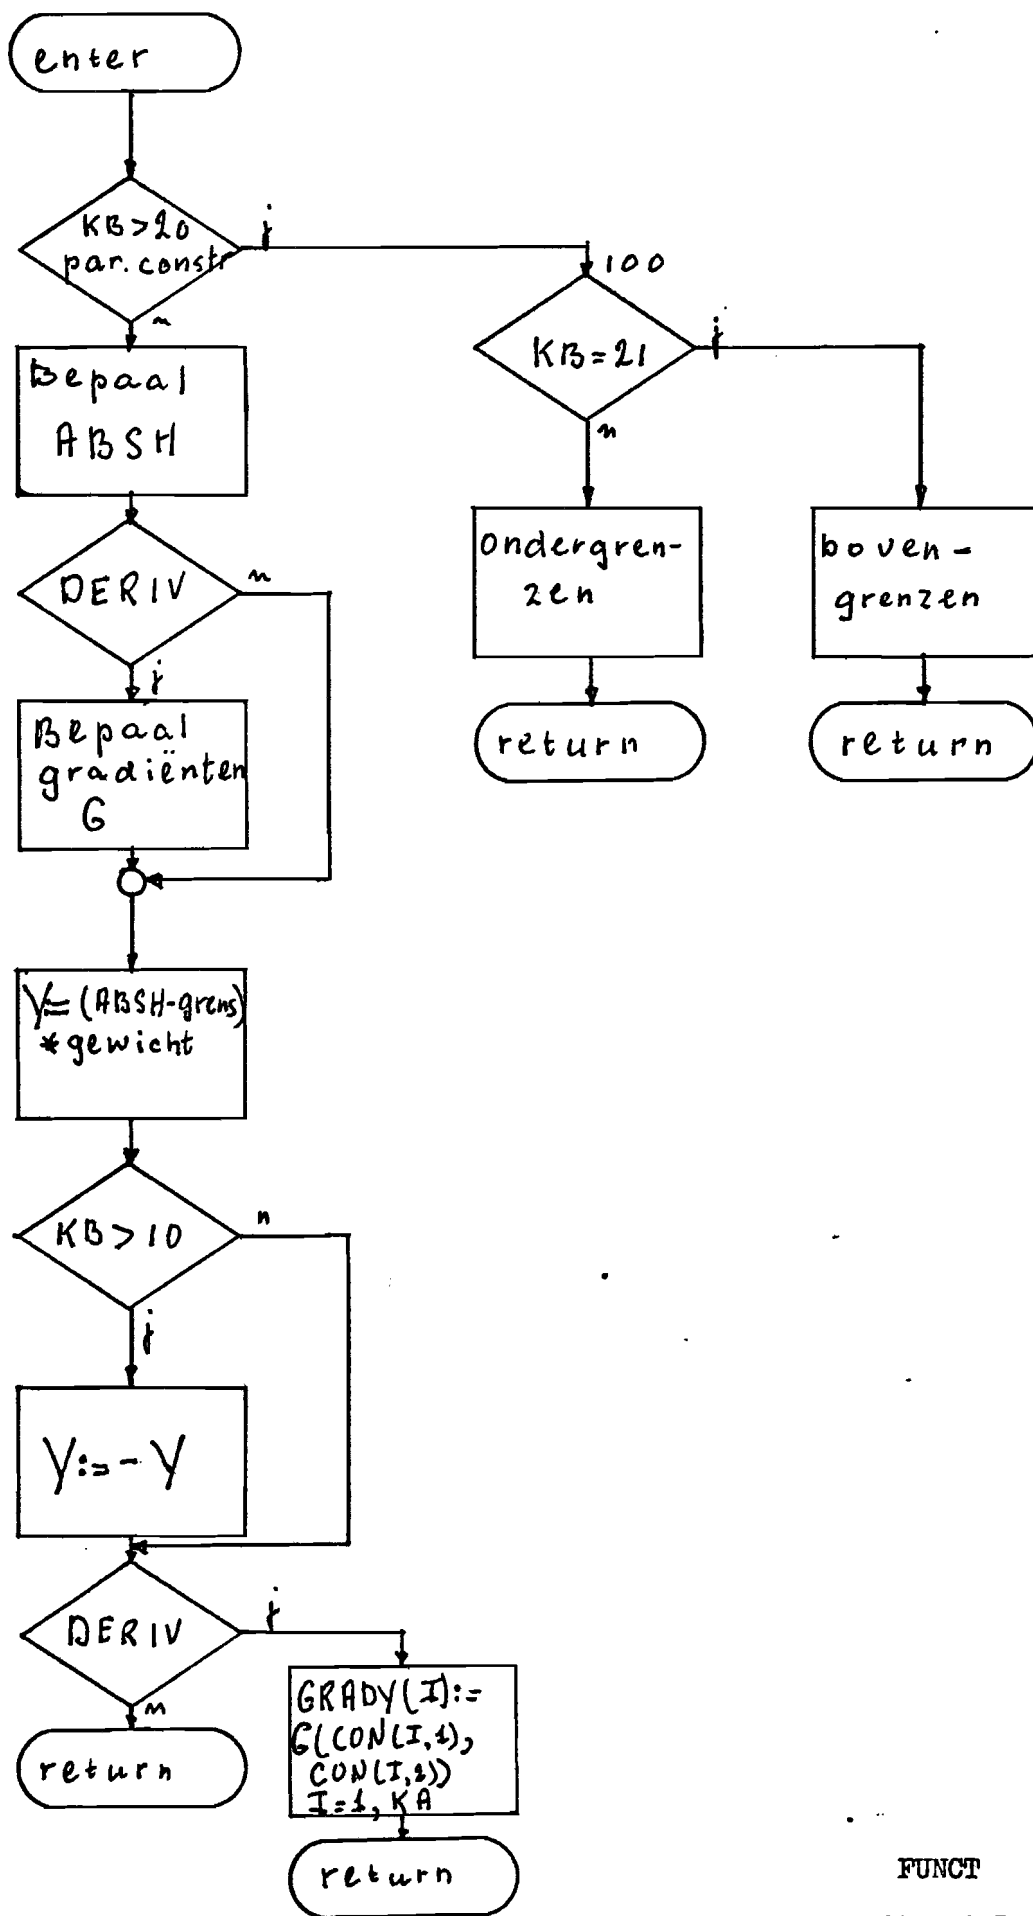 enter
KB>20
par.constr
j
n
100
KB=21
j
n
Bepaal
ABSH
ondergren-
zen
boven-
grenzen
return
return
DERIV
n
j
Bepaal
gradiënten
G
Y:=(ABSH-grens)
*gewicht
KB>10
n
j
Y:=-Y
DERIV
j
n
return
GRADY(I):=
G(CON(I,1),
CON(I,2))
I=1,KA
return
FUNCT